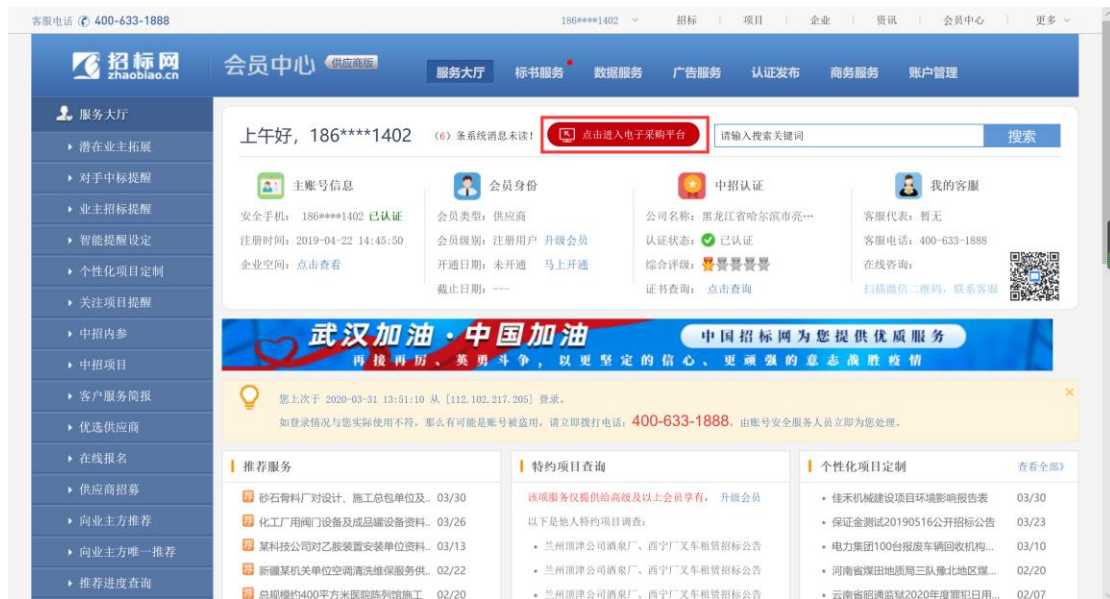 客服电话 400-633-1888
186****1402 招标 项目 企业 资讯 会员中心 更多
招标网
zhaobiao.cn
会员中心 供应商版
服务大厅 标书服务 数据服务 广告服务 认证发布 商务服务 账户管理
服务大厅
潜在业主拓展
对手中标提醒
业主招标提醒
智能提醒设定
个性化项目定制
关注项目提醒
中招内参
中招项目
客户服务简报
优选供应商
在线报名
供应商招募
向业主方推荐
向业主方唯一推荐
推荐进度查询
上午好, 186****1402 (6) 条系统消息未读! 点击进入电子采购平台 请输入搜索关键词 搜索
主账号信息
安全手机: 186****1402 已认证
注册时间: 2019-04-22 14:45:50
企业空间: 点击查看
会员身份
会员类型: 供应商
会员级别: 注册用户 升级会员
开通日期: 未开通 马上开通
截止日期: ——
中招认证
公司名称: 黑龙江省哈尔滨市亮…
认证状态: 已认证
综合评级:
证书查询: 点击查询
我的客服
客服代表: 暂无
客服电话: 400-633-1888
在线咨询:
扫描微信二维码, 联系客服
武汉加油·中国加油
再接再厉、英勇斗争, 以更坚定的信心、更顽强的意志战胜疫情
中国招标网为您提供优质服务
您上次于 2020-03-31 13:51:10 从 [112.102.217.205] 登录。
如登录情况与您实际使用不符, 那么有可能是账号被盗用, 请立即拨打电话: 400-633-1888, 由账号安全服务人员立即为您处理。
推荐服务
砂石骨料厂对设计、施工总包单位及.. 03/30
化工厂用阀门设备及成品罐设备资料.. 03/26
某科技公司对乙胺装置安装单位资料.. 03/13
新疆某机关单位空调清洗维保服务供.. 02/22
总规模约400平方米医院陈列馆施工 02/20
特约项目查询
该项服务仅提供给高级及以上会员享有, 升级会员
以下是他人特约项目调查:
兰州顶津公司酒泉厂、西宁厂叉车租赁招标公告
兰州顶津公司酒泉厂、西宁厂叉车租赁招标公告
兰州顶津公司酒泉厂、西宁厂叉车租赁招标公告
个性化项目定制 查看全部》
佳禾机械建设项目环境影响报告表 03/30
保证金测试20190516公开招标公告 03/23
电力集团100台报废车辆回收机构... 03/10
河南省煤田地质局三队豫北地区煤... 02/20
云南省昭通监狱2020年度罪犯日用... 02/07